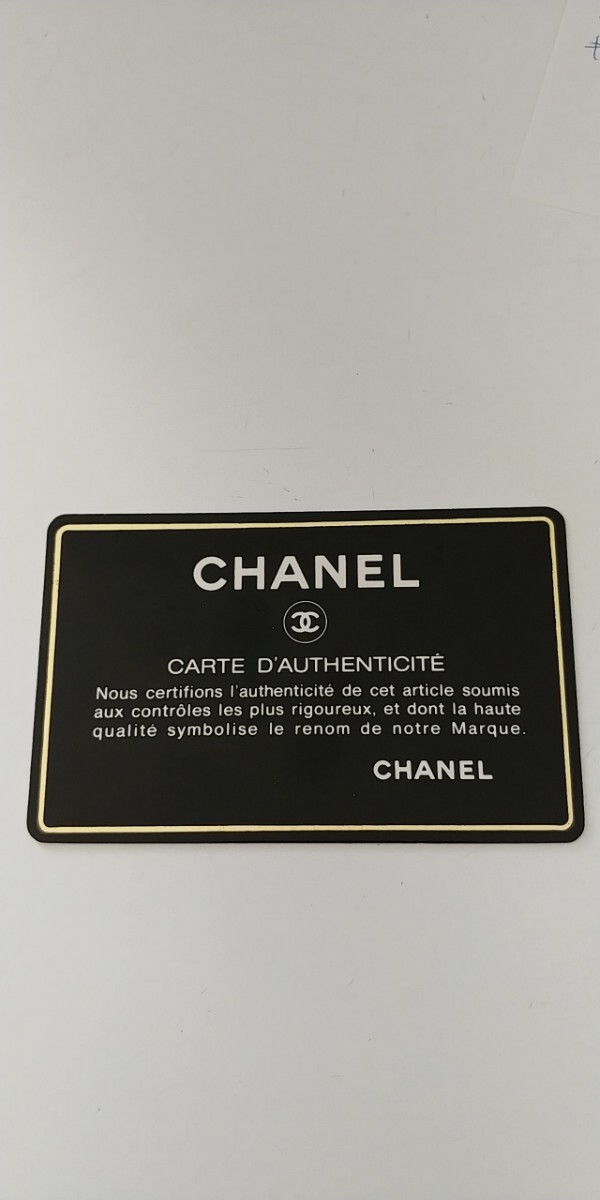 CHANEL
CARTE D'AUTHENTICITÉ
Nous certifions l'authenticité de cet article soumis
aux contrôles les plus rigoureux, et dont la haute
qualité symbolise le renom de notre Marque.
CHANEL